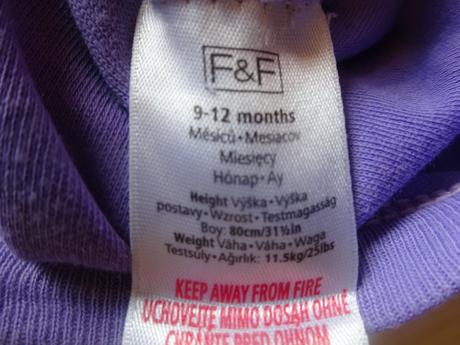 F&F
9-12 months
Měsíců • Mesiacov
Miesięcy
Hónap • Ay
Height Výška • Výška
postavy • Wzrost • Testmagasság
Boy: 80cm/31½in
Weight Váha • Váha • Waga
Testsúly • Ağırlık: 11.5kg/25lbs
KEEP AWAY FROM FIRE
UCHOVEJTE MIMO DOSAH OHNĚ
CHRÁNTE PRED OHŇOM